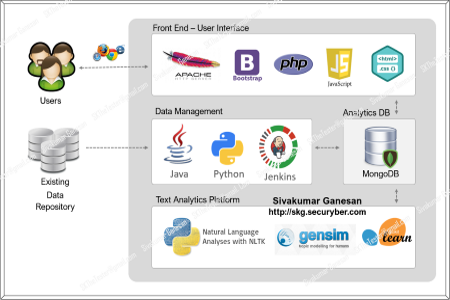 Front End – User Interface
APACHE
B
Bootstrap
php
JS
JavaScript
<html>
.css {}
Users
Data Management
Analytics DB
Java
Python
Jenkins
MongoDB
Existing
Data
Repository
Text Analytics Pltform
Sivakumar Ganesan
http://skg.securyber.com
Natural Language
Analyses with NLTK
gensim
topic modelling for humans
learn